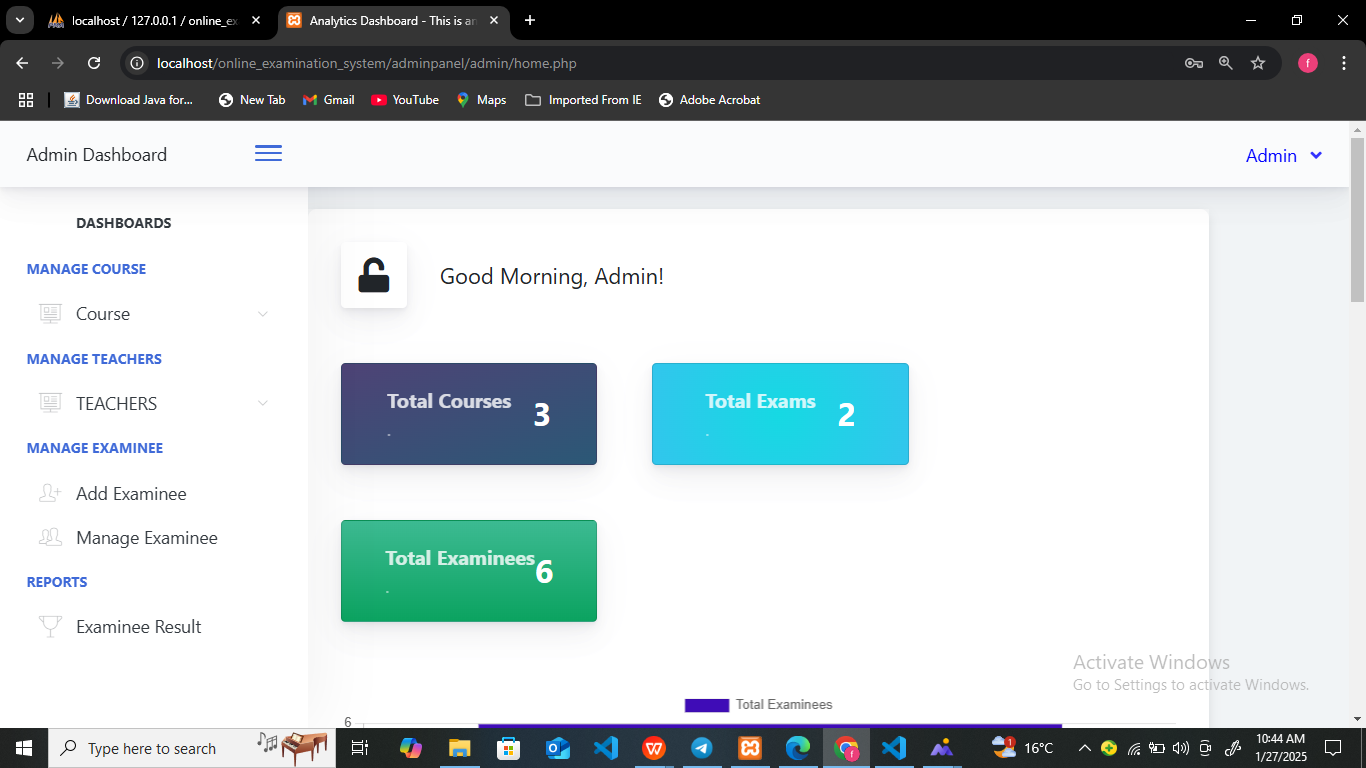 localhost / 127.0.0.1 / online_ex
Analytics Dashboard - This is an
localhost/online_examination_system/adminpanel/admin/home.php
f
Download Java for...
New Tab
Gmail
YouTube
Maps
Imported From IE
Adobe Acrobat
Admin Dashboard
Admin
DASHBOARDS
MANAGE COURSE
Course
MANAGE TEACHERS
TEACHERS
MANAGE EXAMINEE
Add Examinee
Manage Examinee
REPORTS
Examinee Result
Good Morning, Admin!
Total Courses
3
.
Total Exams
2
.
Total Examinees
6
.
Total Examinees
6
Activate Windows
Go to Settings to activate Windows.
Type here to search
1
16°C
10:44 AM
1/27/2025